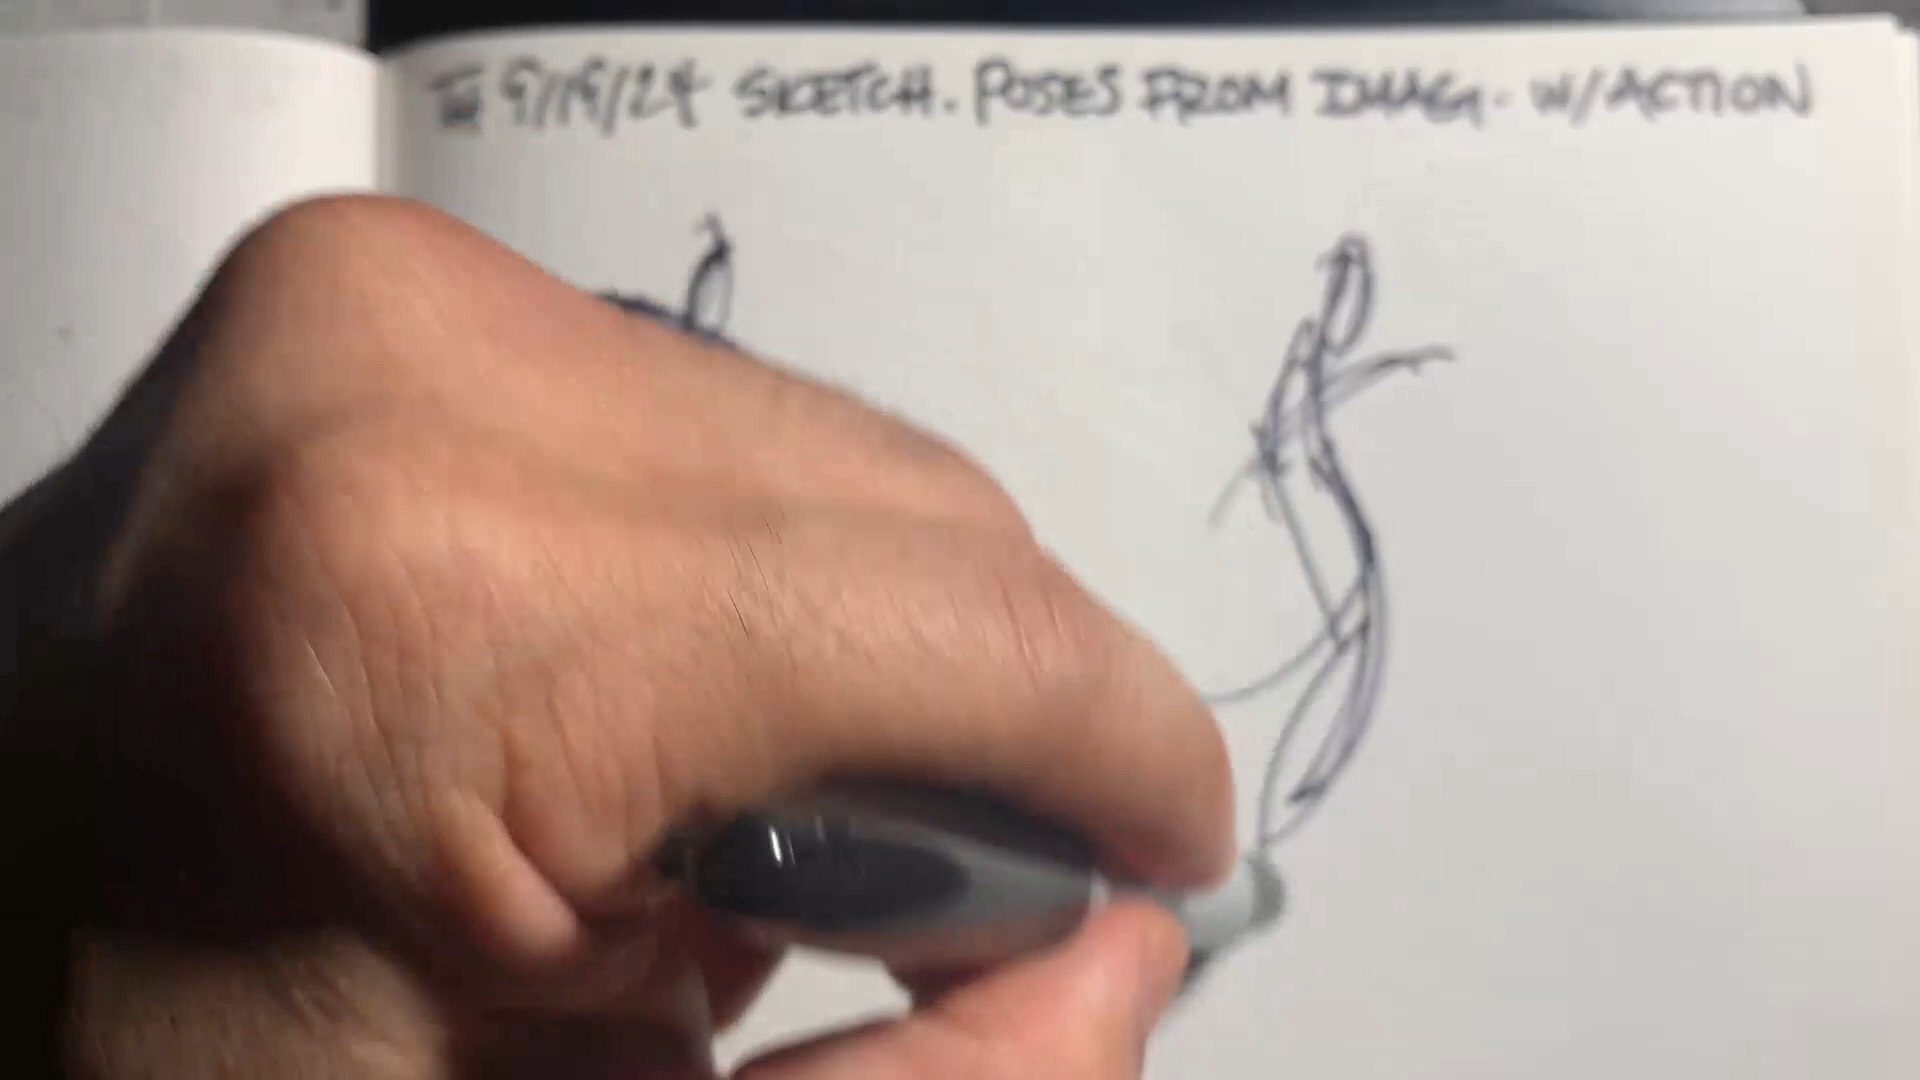 9/19/24 SKETCH. POSES FROM IMAG. W/ACTION